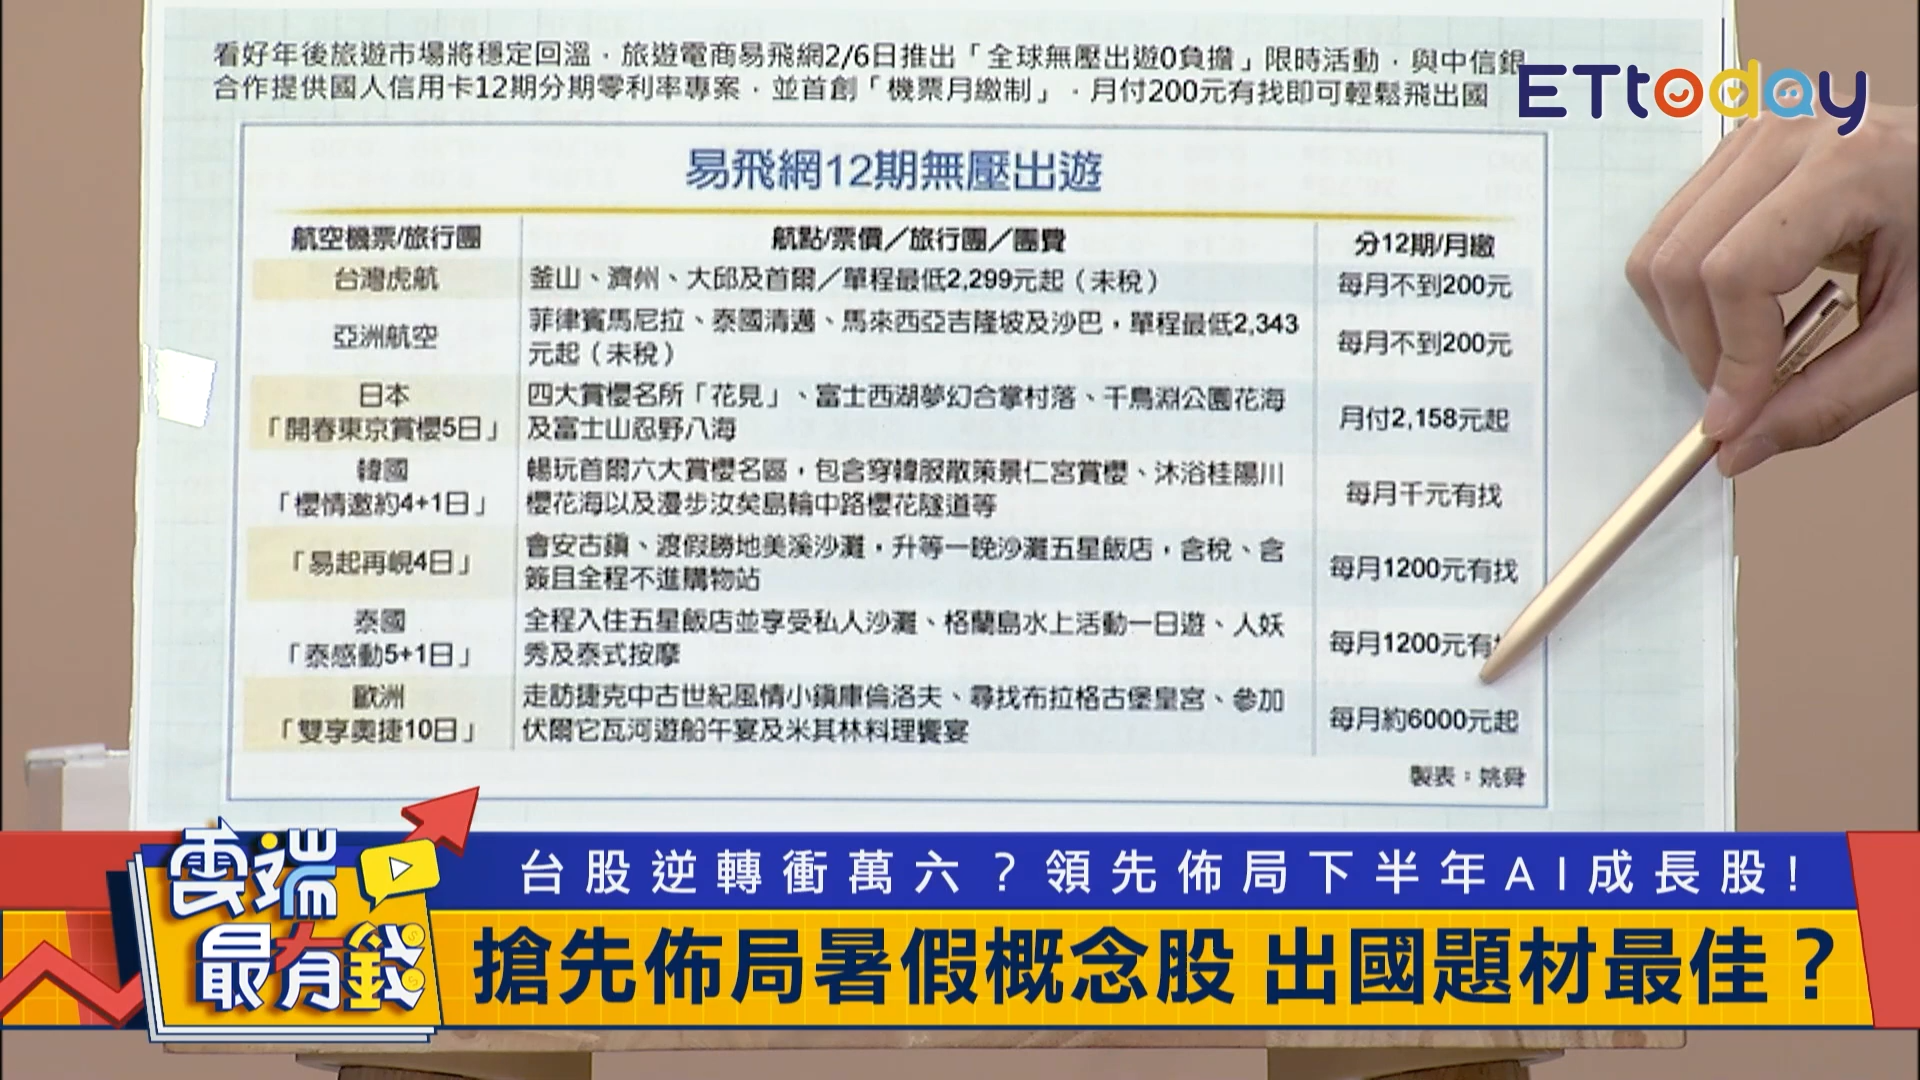 看好年後旅遊市場將穩定回溫，旅遊電商易飛網2/6日推出「全球無壓出遊0負擔」限時活動，與中信銀
合作提供國人信用卡12期分期零利率專案，並首創「機票月繳制」，月付200元有找即可輕鬆飛出國
ETtoday
易飛網12期無壓出遊
航空機票/旅行團 航點/票價／旅行團／團費 分12期/月繳
台灣虎航 釜山、濟州、大邱及首爾／單程最低2,299元起（未稅） 每月不到200元
亞洲航空 菲律賓馬尼拉、泰國清邁、馬來西亞吉隆坡及沙巴，單程最低2,343
元起（未稅） 每月不到200元
日本 四大賞櫻名所「花見」、富士西湖夢幻合掌村落、千鳥淵公園花海
「開春東京賞櫻5日」 及富士山忍野八海 月付2,158元起
韓國 暢玩首爾六大賞櫻名區，包含穿韓服散策景仁宮賞櫻、沐浴桂陽川
「櫻情邀約4+1日」 櫻花海以及漫步汝矣島輪中路櫻花隧道等 每月千元有找
「易起再峴4日」 會安古鎮、渡假勝地美溪沙灘，升等一晚沙灘五星飯店，含稅、含
簽且全程不進購物站 每月1200元有找
泰國 全程入住五星飯店並享受私人沙灘、格蘭島水上活動一日遊、人妖
「泰感動5+1日」 秀及泰式按摩 每月1200元有
歐洲 走訪捷克中古世紀風情小鎮庫倫洛夫、尋找布拉格古堡皇宮、參加
「雙享奧捷10日」 伏爾它瓦河遊船午宴及米其林料理饗宴 每月約6000元起
製表：姚舜
雲端
最有錢
台股逆轉衝萬六？領先佈局下半年AI成長股！
搶先佈局暑假概念股 出國題材最佳？